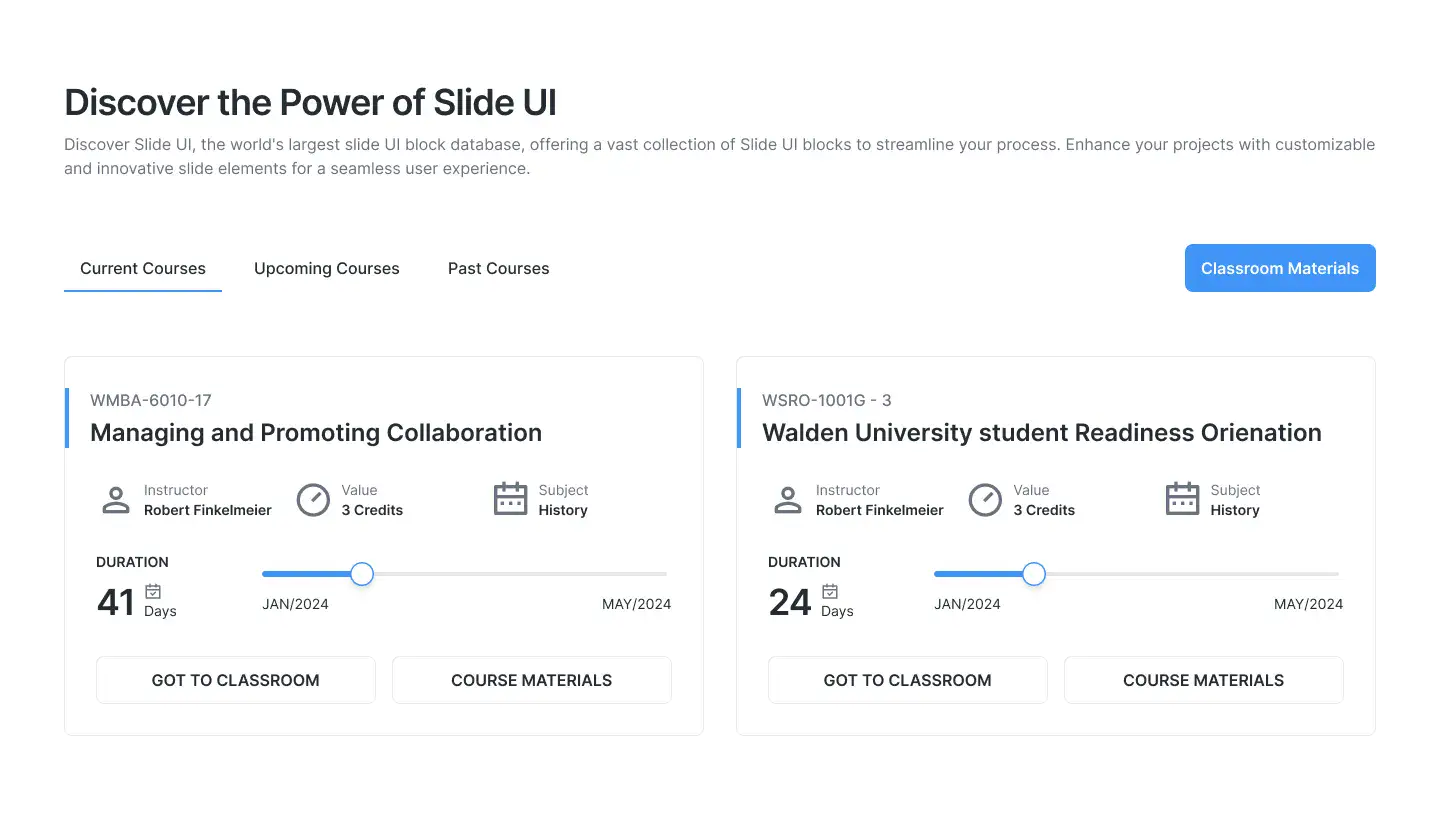 Discover the Power of Slide UI
Discover Slide UI, the world's largest slide UI block database, offering a vast collection of Slide UI blocks to streamline your process. Enhance your projects with customizable
and innovative slide elements for a seamless user experience.
Current Courses
Upcoming Courses
Past Courses
Classroom Materials
WMBA-6010-17
Managing and Promoting Collaboration
Instructor
Robert Finkelmeier
Value
3 Credits
Subject
History
DURATION
41
Days
JAN/2024
MAY/2024
GOT TO CLASSROOM
COURSE MATERIALS
WSRO-1001G - 3
Walden University student Readiness Orienation
Instructor
Robert Finkelmeier
Value
3 Credits
Subject
History
DURATION
24
Days
JAN/2024
MAY/2024
GOT TO CLASSROOM
COURSE MATERIALS